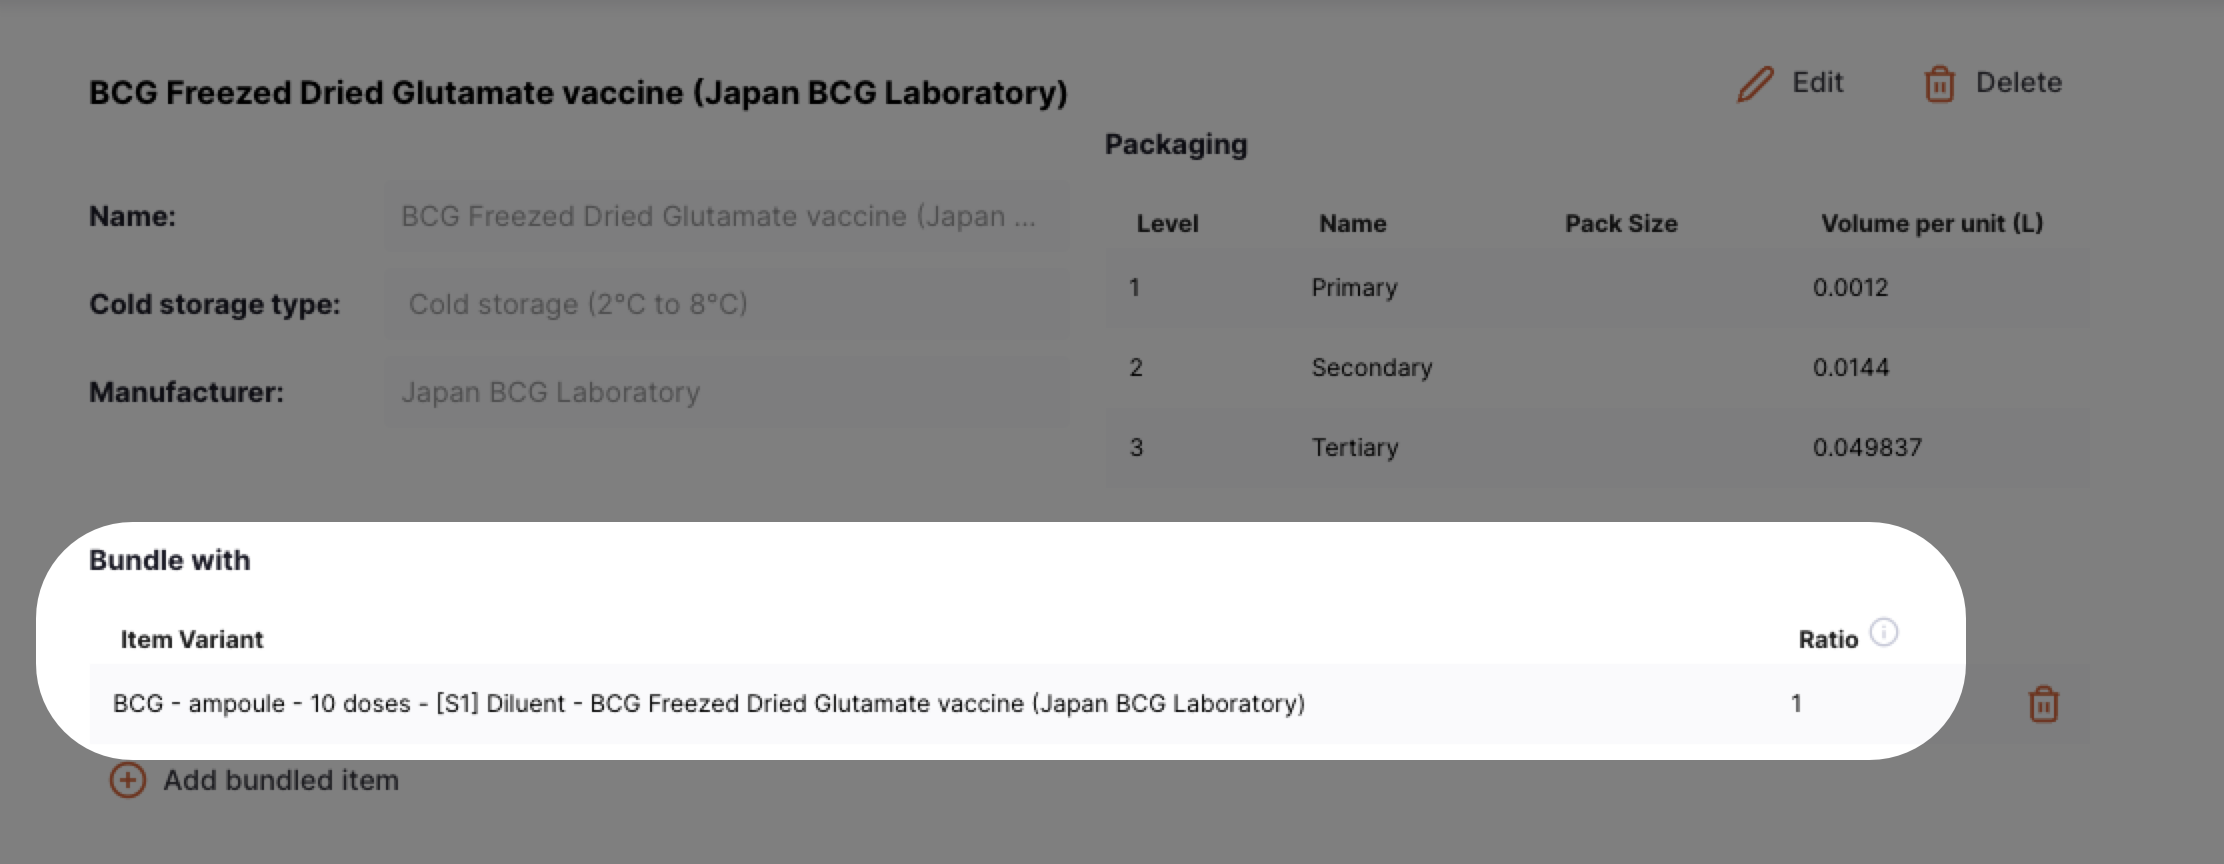 BCG Freezed Dried Glutamate vaccine (Japan BCG Laboratory)
Edit
Delete
Name:
BCG Freezed Dried Glutamate vaccine (Japan ...
Cold storage type:
Cold storage (2°C to 8°C)
Manufacturer:
Japan BCG Laboratory
Packaging
Level Name Pack Size Volume per unit (L)
1 Primary 0.0012
2 Secondary 0.0144
3 Tertiary 0.049837
Bundle with
Item Variant Ratio
BCG - ampoule - 10 doses - [S1] Diluent - BCG Freezed Dried Glutamate vaccine (Japan BCG Laboratory) 1
Add bundled item